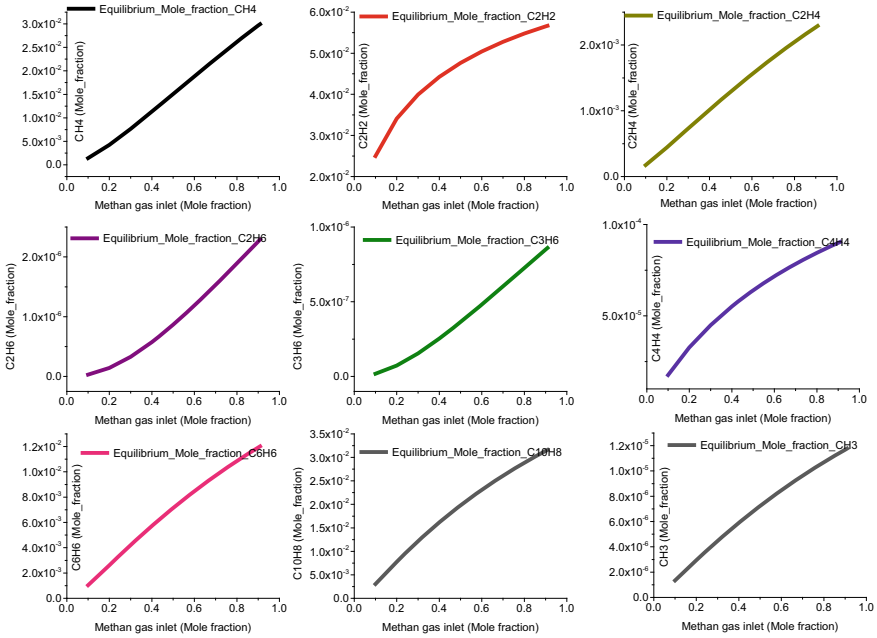 Equilibrium_Mole_fraction_CH4
CH4 (Mole_fraction)
3.0x10⁻²
2.5x10⁻²
2.0x10⁻²
1.5x10⁻²
1.0x10⁻²
5.0x10⁻³
0.0
0.0 0.2 0.4 0.6 0.8 1.0
Methan gas inlet (Mole fraction)
Equilibrium_Mole_fraction_C2H2
C2H2 (Mole_fraction)
6.0x10⁻²
5.0x10⁻²
4.0x10⁻²
3.0x10⁻²
2.0x10⁻²
0.0 0.2 0.4 0.6 0.8 1.0
Methan gas inlet (Mole fraction)
Equilibrium_Mole_fraction_C2H4
C2H4 (Mole_fraction)
2.0x10⁻³
1.0x10⁻³
0.0
0.0 0.2 0.4 0.6 0.8 1.0
Methan gas inlet (Mole fraction)
Equilibrium_Mole_fraction_C2H6
C2H6 (Mole_fraction)
2.0x10⁻⁶
1.0x10⁻⁶
0.0
0.0 0.2 0.4 0.6 0.8 1.0
Methan gas inlet (Mole fraction)
Equilibrium_Mole_fraction_C3H6
C3H6 (Mole_fraction)
1.0x10⁻⁶
5.0x10⁻⁷
0.0
0.0 0.2 0.4 0.6 0.8 1.0
Methan gas inlet (Mole fraction)
Equilibrium_Mole_fraction_C4H4
C4H4 (Mole_fraction)
1.0x10⁻⁴
5.0x10⁻⁵
0.0 0.2 0.4 0.6 0.8 1.0
Methan gas inlet (Mole fraction)
Equilibrium_Mole_fraction_C6H6
C6H6 (Mole_fraction)
1.2x10⁻²
1.0x10⁻²
8.0x10⁻³
6.0x10⁻³
4.0x10⁻³
2.0x10⁻³
0.0
0.0 0.2 0.4 0.6 0.8 1.0
Methan gas inlet (Mole fraction)
Equilibrium_Mole_fraction_C10H8
C10H8 (Mole_fraction)
3.5x10⁻²
3.0x10⁻²
2.5x10⁻²
2.0x10⁻²
1.5x10⁻²
1.0x10⁻²
5.0x10⁻³
0.0
0.0 0.2 0.4 0.6 0.8 1.0
Methan gas inlet (Mole fraction)
Equilibrium_Mole_fraction_CH3
CH3 (Mole_fraction)
1.2x10⁻⁵
1.0x10⁻⁵
8.0x10⁻⁶
6.0x10⁻⁶
4.0x10⁻⁶
2.0x10⁻⁶
0.0
0.0 0.2 0.4 0.6 0.8 1.0
Methan gas inlet (Mole fraction)